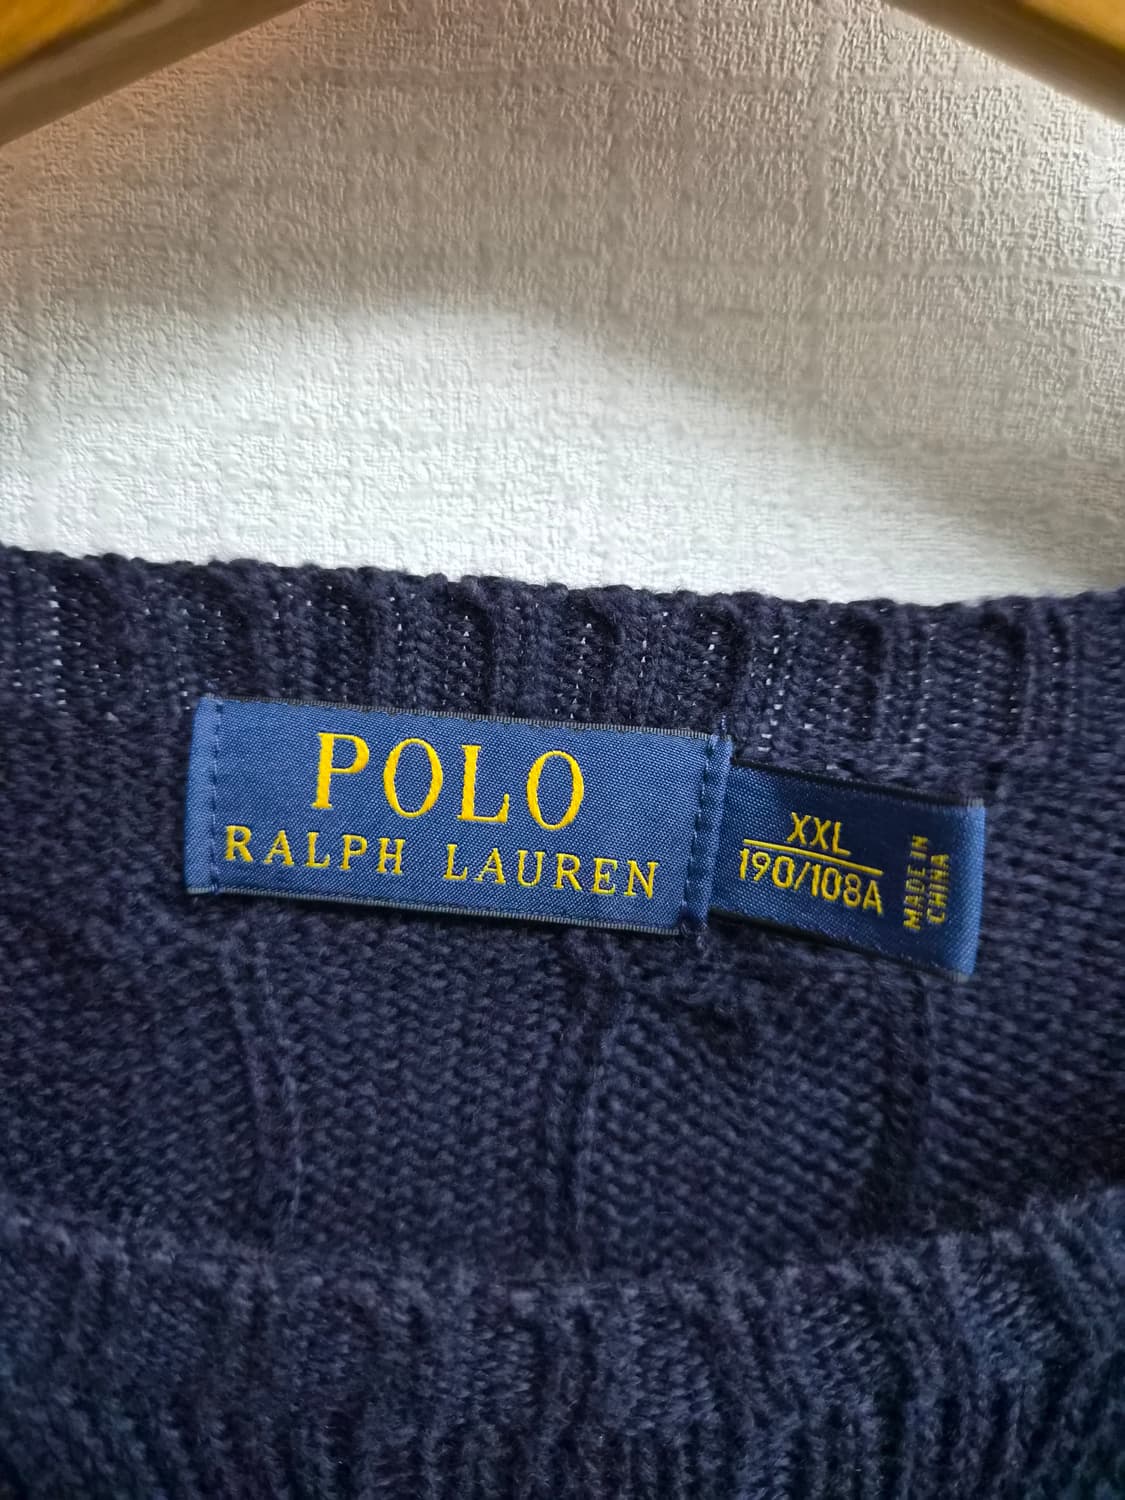 POLO
RALPH LAUREN
XXL
190/108A
MADE IN
CHINA